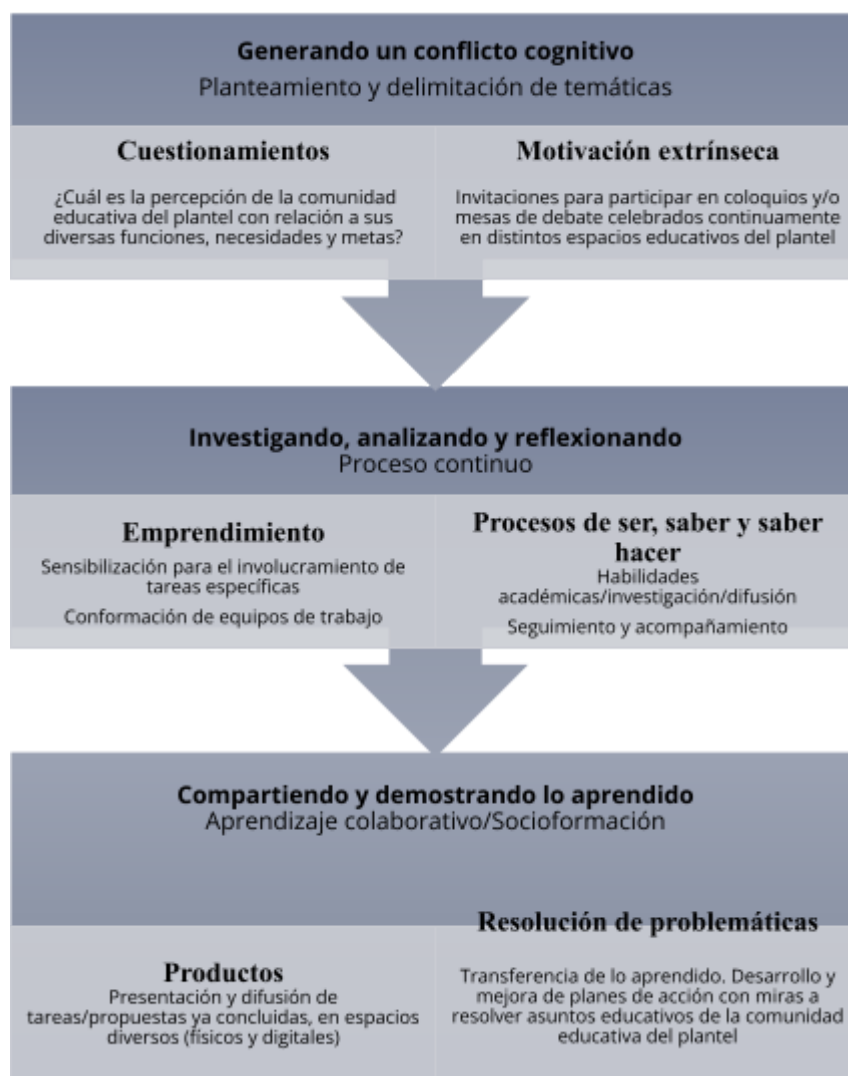 Generando un conflicto cognitivo
Planteamiento y delimitación de temáticas
Cuestionamientos
¿Cuál es la percepción de la comunidad
educativa del plantel con relación a sus
diversas funciones, necesidades y metas?
Motivación extrínseca
Invitaciones para participar en coloquios y/o
mesas de debate celebrados continuamente
en distintos espacios educativos del plantel
Investigando, analizando y reflexionando
Proceso continuo
Emprendimiento
Sensibilización para el involucramiento de
tareas específicas
Conformación de equipos de trabajo
Procesos de ser, saber y saber
hacer
Habilidades
académicas/investigación/difusión
Seguimiento y acompañamiento
Compartiendo y demostrando lo aprendido
Aprendizaje colaborativo/Socioformación
Productos
Presentación y difusión de
tareas/propuestas ya concluidas, en espacios
diversos (físicos y digitales)
Resolución de problemáticas
Transferencia de lo aprendido. Desarrollo y
mejora de planes de acción con miras a
resolver asuntos educativos de la comunidad
educativa del plantel